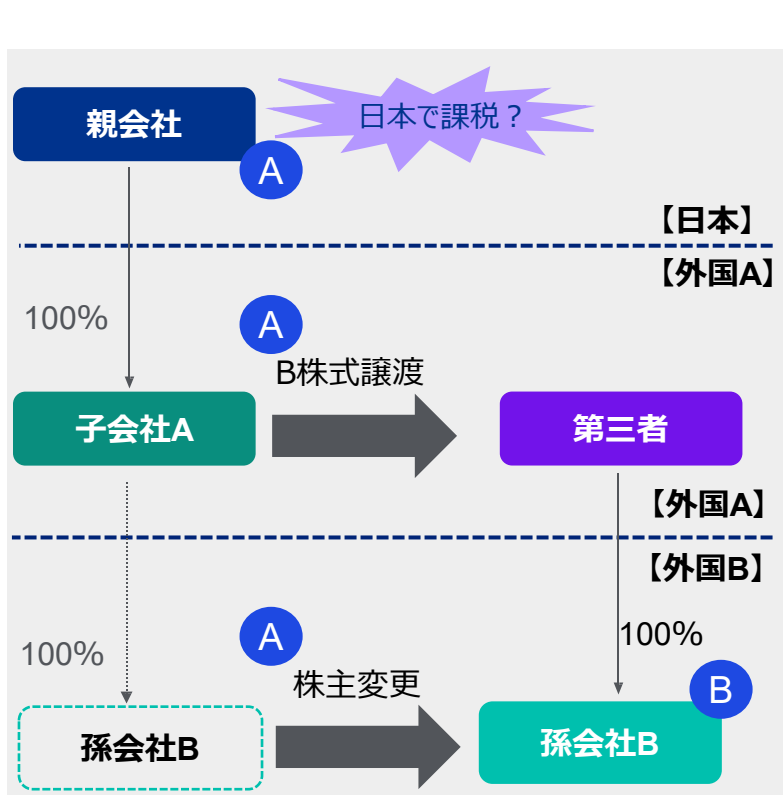 親会社
日本で課税？
A
【日本】
【外国A】
100%
A
B株式譲渡
子会社A
第三者
【外国A】
【外国B】
100%
100%
A
株主変更
B
孫会社B
孫会社B